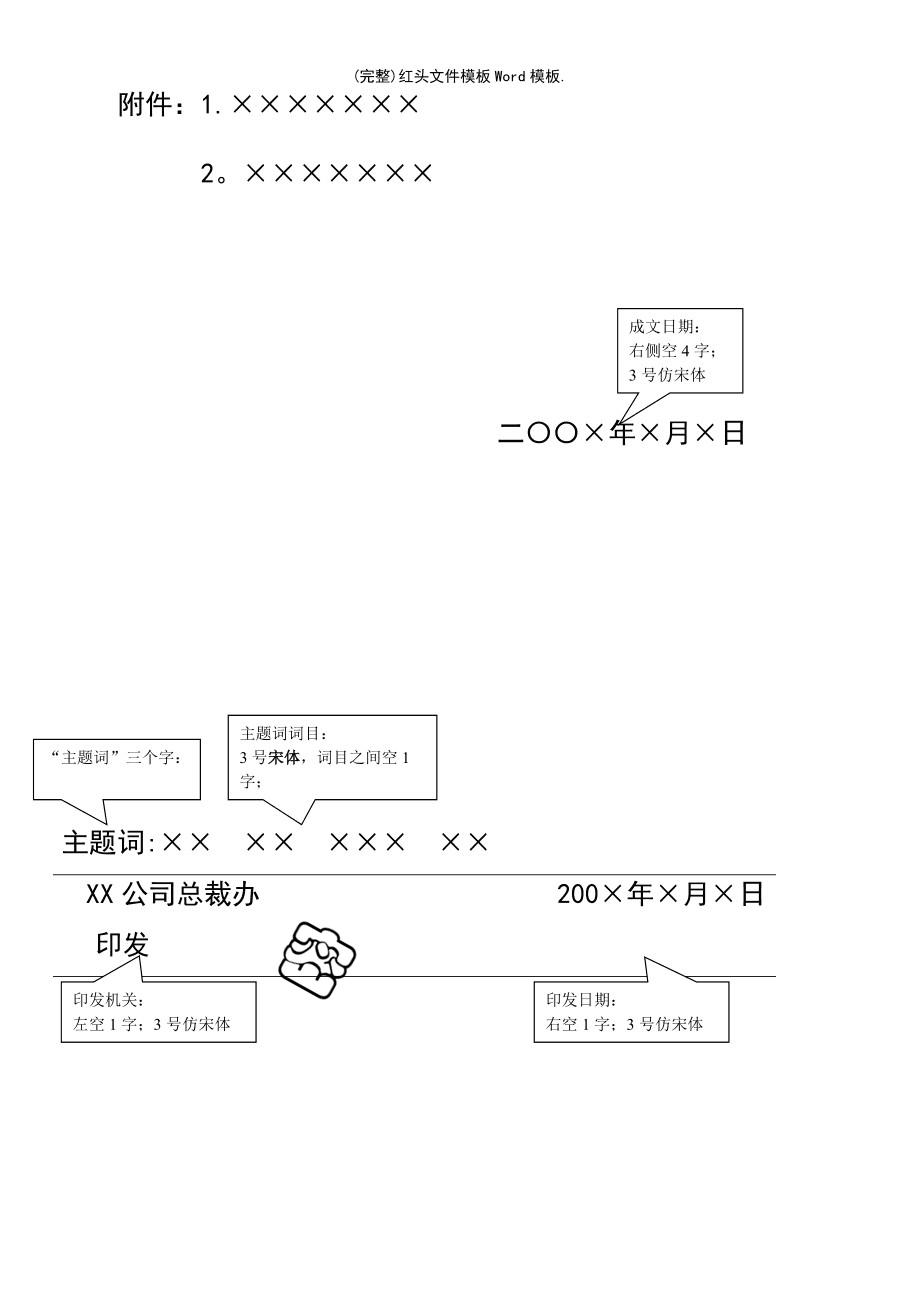 (完整)红头文件模板Word模板.
附件：1.×××××××
2。×××××××
成文日期：
右侧空4字；
3号仿宋体
二〇〇×年×月×日
主题词词目：
“主题词”三个字：
3号宋体，词目之间空1
字；
主题词:×× ×× ××× ××
XX公司总裁办 200×年×月×日
印发
印发机关：
左空1字；3号仿宋体
印发日期：
右空1字；3号仿宋体